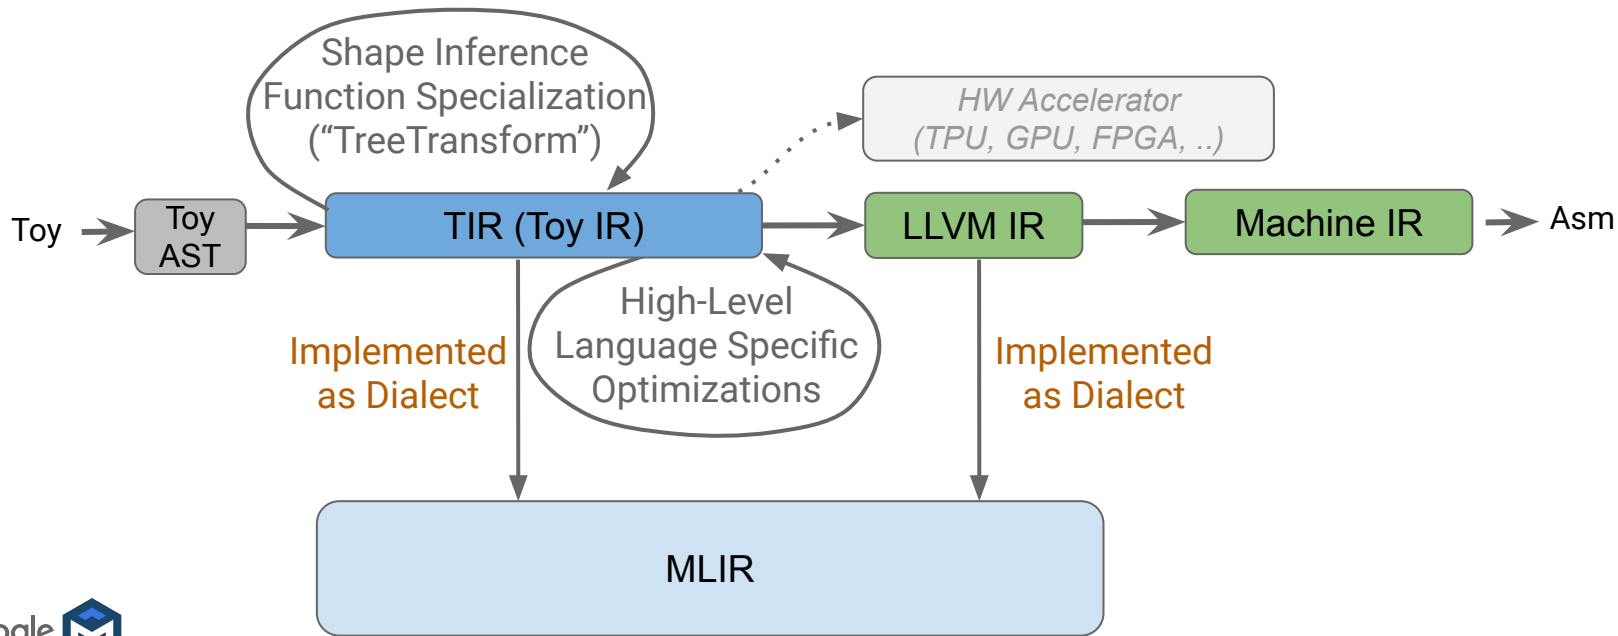 Shape Inference
Function Specialization
(“TreeTransform”)
HW Accelerator
(TPU, GPU, FPGA, ..)
Toy
Toy
AST
TIR (Toy IR)
LLVM IR
Machine IR
Asm
Implemented
as Dialect
High-Level
Language Specific
Optimizations
Implemented
as Dialect
MLIR